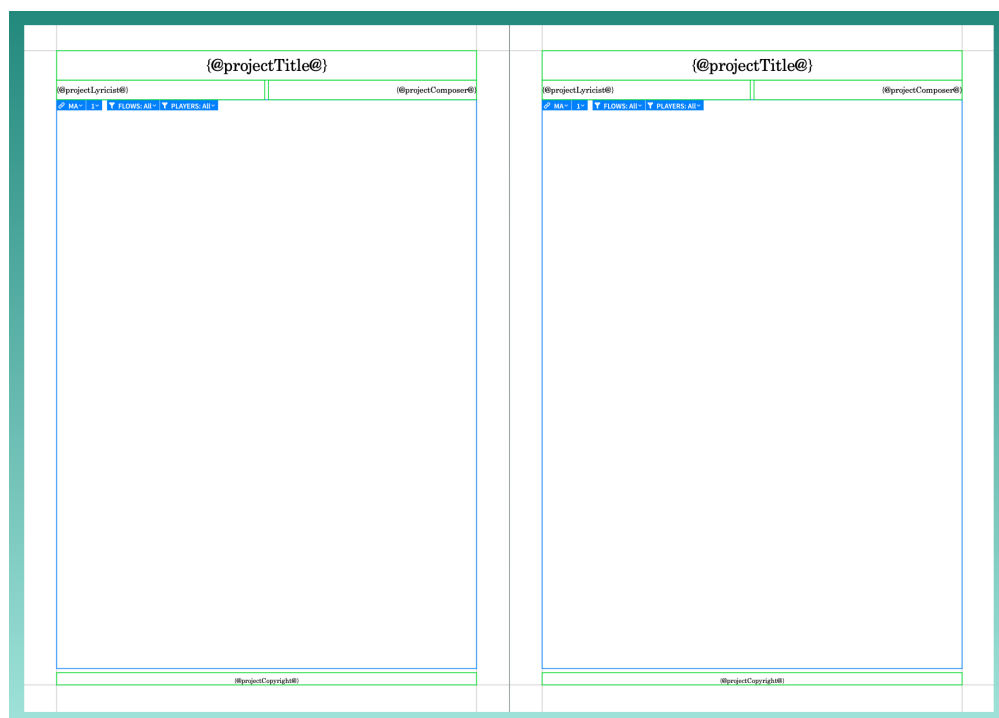 {@projectTitle@}
{@projectLyricist@} {@projectComposer@}
MA 1 FLOWS: All PLAYERS: All
{@projectCopyright@}
{@projectTitle@}
{@projectLyricist@} {@projectComposer@}
MA 1 FLOWS: All PLAYERS: All
{@projectCopyright@}